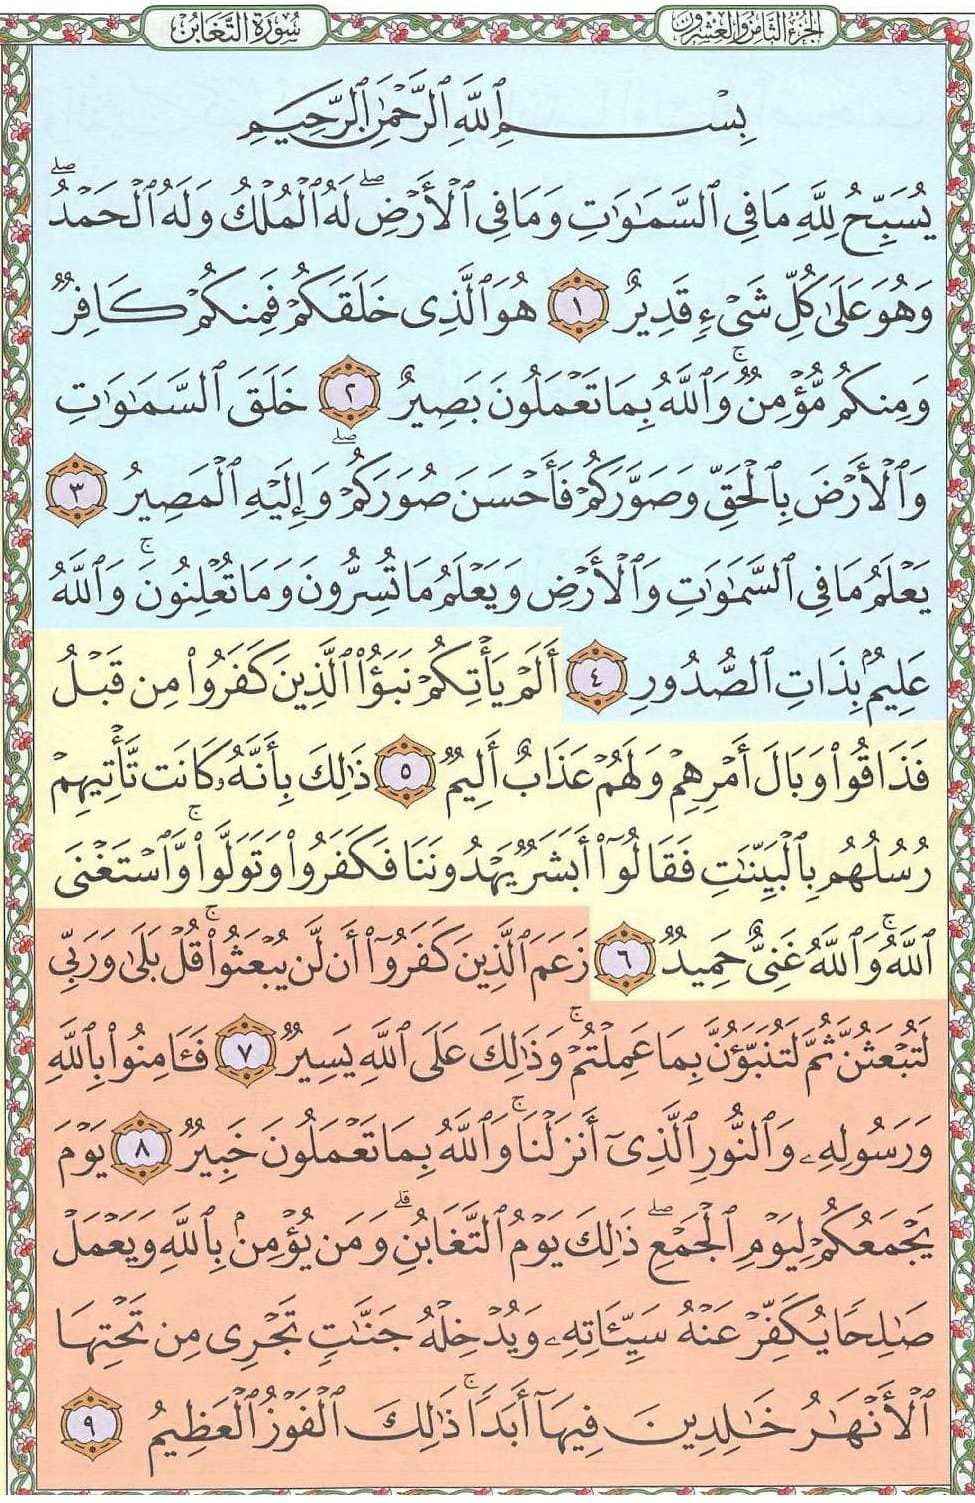 الجزء الثامن والعشرون
سورة التغابن
بِسْمِ ٱللَّهِ ٱلرَّحْمَٰنِ ٱلرَّحِيمِ
يُسَبِّحُ لِلَّهِ مَا فِى ٱلسَّمَٰوَٰتِ وَمَا فِى ٱلْأَرْضِ ۖ لَهُ ٱلْمُلْكُ وَلَهُ ٱلْحَمْدُ ۖ
وَهُوَ عَلَىٰ كُلِّ شَىْءٍ قَدِيرٌ ١ هُوَ ٱلَّذِى خَلَقَكُمْ فَمِنكُمْ كَافِرٌ
وَمِنكُم مُّؤْمِنٌ ۚ وَٱللَّهُ بِمَا تَعْمَلُونَ بَصِيرٌ ٢ خَلَقَ ٱلسَّمَٰوَٰتِ
وَٱلْأَرْضَ بِٱلْحَقِّ وَصَوَّرَكُمْ فَأَحْسَنَ صُوَرَكُمْ ۖ وَإِلَيْهِ ٱلْمَصِيرُ ٣
يَعْلَمُ مَا فِى ٱلسَّمَٰوَٰتِ وَٱلْأَرْضِ وَيَعْلَمُ مَا تُسِرُّونَ وَمَا تُعْلِنُونَ ۚ وَٱللَّهُ
عَلِيمٌۢ بِذَاتِ ٱلصُّدُورِ ٤ أَلَمْ يَأْتِكُمْ نَبَؤُا۟ ٱلَّذِينَ كَفَرُوا۟ مِن قَبْلُ
فَذَاقُوا۟ وَبَالَ أَمْرِهِمْ وَلَهُمْ عَذَابٌ أَلِيمٌ ٥ ذَٰلِكَ بِأَنَّهُۥ كَانَت تَّأْتِيهِمْ
رُسُلُهُم بِٱلْبَيِّنَٰتِ فَقَالُوٓا۟ أَبَشَرٌ يَهْدُونَنَا فَكَفَرُوا۟ وَتَوَلَّوا۟ ۚ وَّٱسْتَغْنَى
ٱللَّهُ ۚ وَٱللَّهُ غَنِىٌّ حَمِيدٌ ٦ زَعَمَ ٱلَّذِينَ كَفَرُوٓا۟ أَن لَّن يُبْعَثُوا۟ ۚ قُلْ بَلَىٰ وَرَبِّى
لَتُبْعَثُنَّ ثُمَّ لَتُنَبَّؤُنَّ بِمَا عَمِلْتُمْ ۚ وَذَٰلِكَ عَلَى ٱللَّهِ يَسِيرٌ ٧ فَـَٔامِنُوا۟ بِٱللَّهِ
وَرَسُولِهِۦ وَٱلنُّورِ ٱلَّذِىٓ أَنزَلْنَا ۚ وَٱللَّهُ بِمَا تَعْمَلُونَ خَبِيرٌ ٨ يَوْمَ
يَجْمَعُكُمْ لِيَوْمِ ٱلْجَمْعِ ۖ ذَٰلِكَ يَوْمُ ٱلتَّغَابُنِ ۗ وَمَن يُؤْمِنۢ بِٱللَّهِ وَيَعْمَلْ
صَٰلِحًا يُكَفِّرْ عَنْهُ سَيِّـَٔاتِهِۦ وَيُدْخِلْهُ جَنَّٰتٍ تَجْرِى مِن تَحْتِهَا
ٱلْأَنْهَٰرُ خَٰلِدِينَ فِيهَآ أَبَدًا ۚ ذَٰلِكَ ٱلْفَوْزُ ٱلْعَظِيمُ ٩